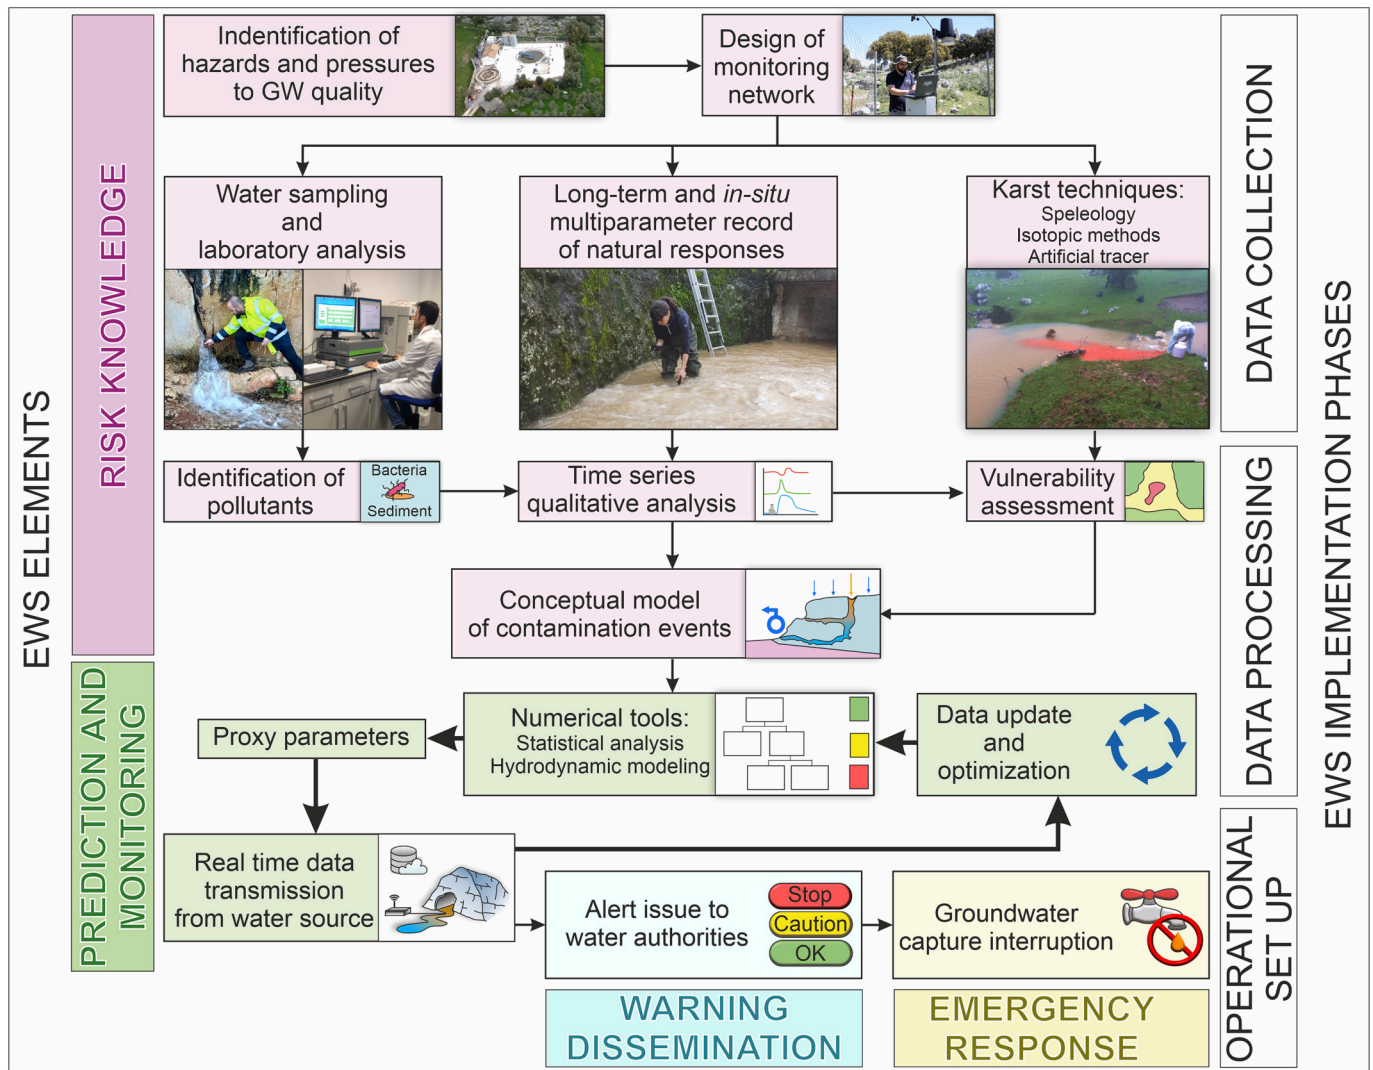 Indentification of
hazards and pressures
to GW quality
Design of
monitoring
network
Water sampling
and
laboratory analysis
Long-term and in-situ
multiparameter record
of natural responses
Karst techniques:
Speleology
Isotopic methods
Artificial tracer
Identification of
pollutants
Bacteria
Sediment
Time series
qualitative analysis
Vulnerability
assessment
Conceptual model
of contamination events
Numerical tools:
Statistical analysis
Hydrodynamic modeling
Data update
and
optimization
Proxy parameters
Real time data
transmission
from water source
Alert issue to
water authorities
Stop
Caution
OK
Groundwater
capture interruption
WARNING
DISSEMINATION
EMERGENCY
RESPONSE
EWS ELEMENTS
RISK KNOWLEDGE
PREDICTION AND
MONITORING
DATA COLLECTION
DATA PROCESSING
OPERATIONAL
SET UP
EWS IMPLEMENTATION PHASES